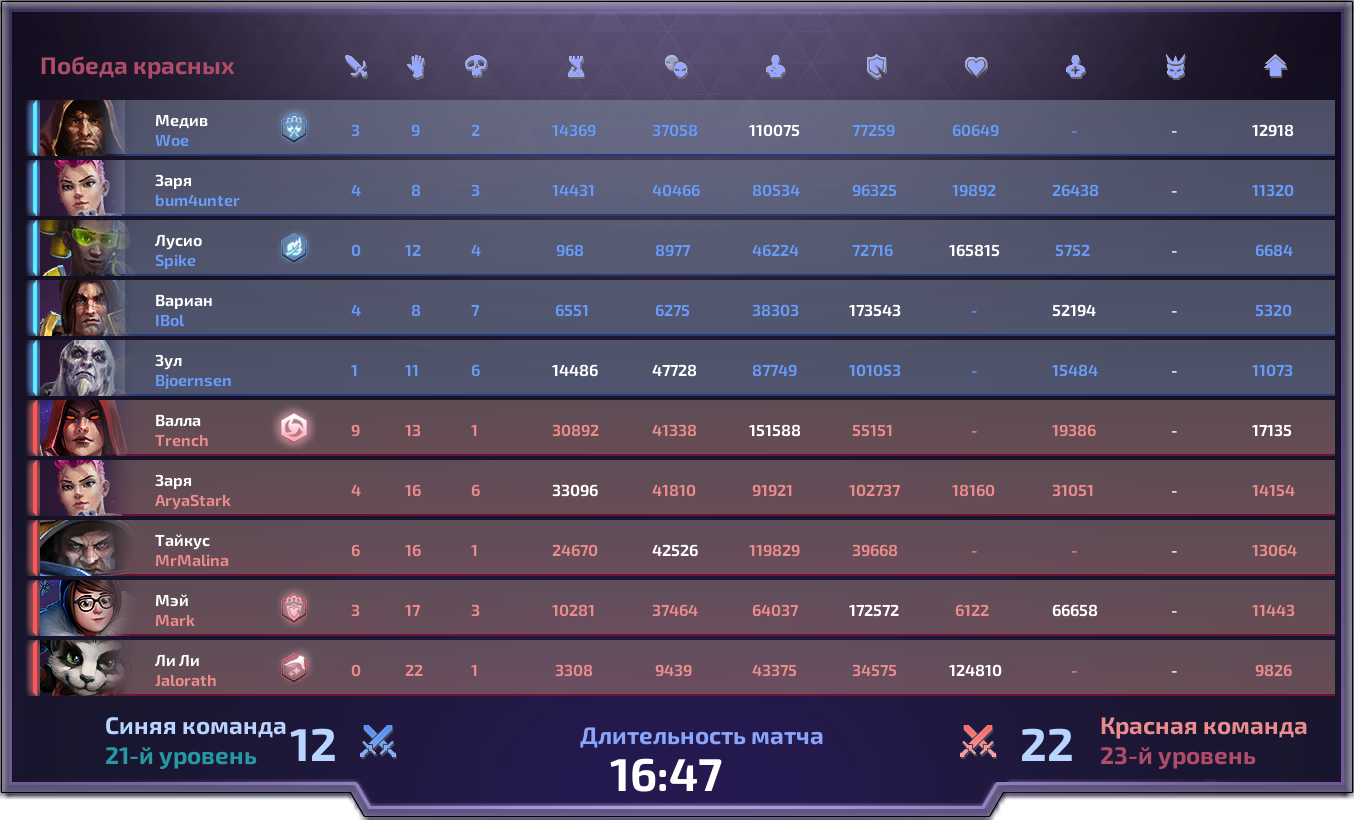 Победа красных
Медив
Woe
3 9 2 14369 37058 110075 77259 60649 - - 12918
Заря
bum4unter
4 8 3 14431 40466 80534 96325 19892 26438 - 11320
Лусио
Spike
0 12 4 968 8977 46224 72716 165815 5752 - 6684
Вариан
IBol
4 8 7 6551 6275 38303 173543 - 52194 - 5320
Зул
Bjoernsen
1 11 6 14486 47728 87749 101053 - 15484 - 11073
Валла
Trench
9 13 1 30892 41338 151588 55151 - 19386 - 17135
Заря
AryaStark
4 16 6 33096 41810 91921 102737 18160 31051 - 14154
Тайкус
MrMalina
6 16 1 24670 42526 119829 39668 - - - 13064
Мэй
Mark
3 17 3 10281 37464 64037 172572 6122 66658 - 11443
Ли Ли
Jalorath
0 22 1 3308 9439 43375 34575 124810 - - 9826
Синяя команда
21-й уровень
12
Длительность матча
16:47
22
Красная команда
23-й уровень